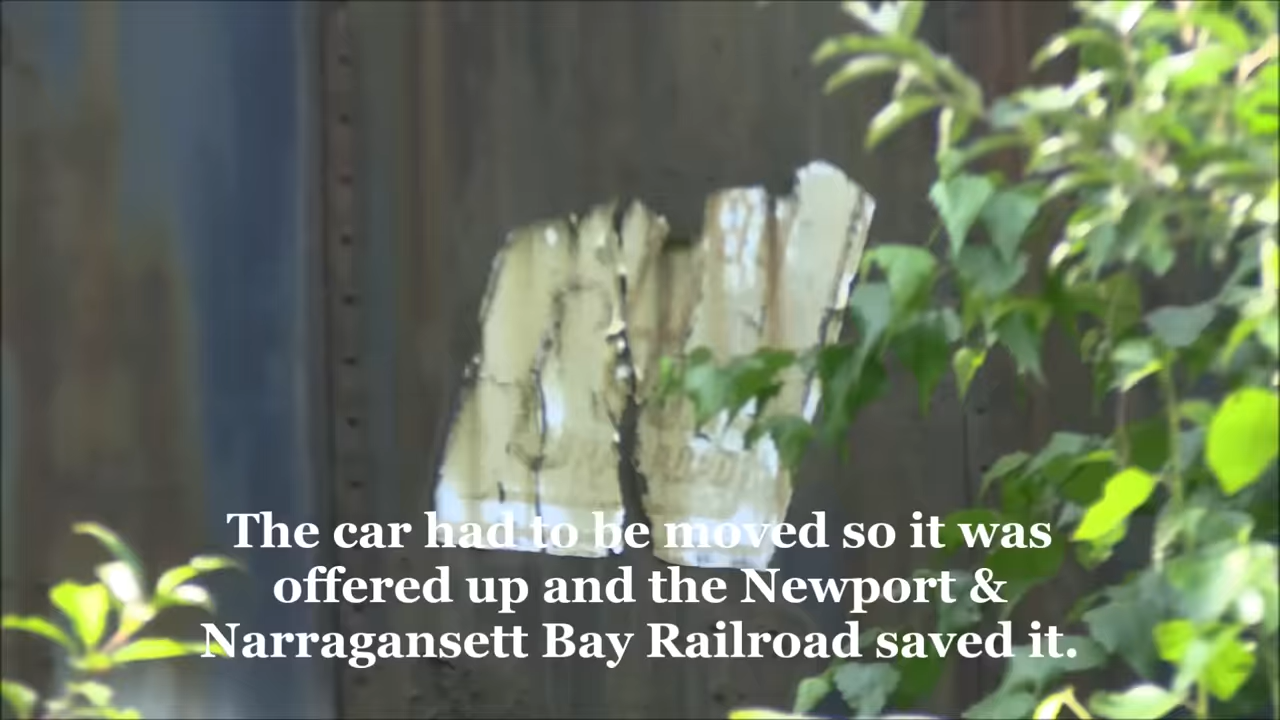 The car had to be moved so it was
offered up and the Newport &
Narragansett Bay Railroad saved it.